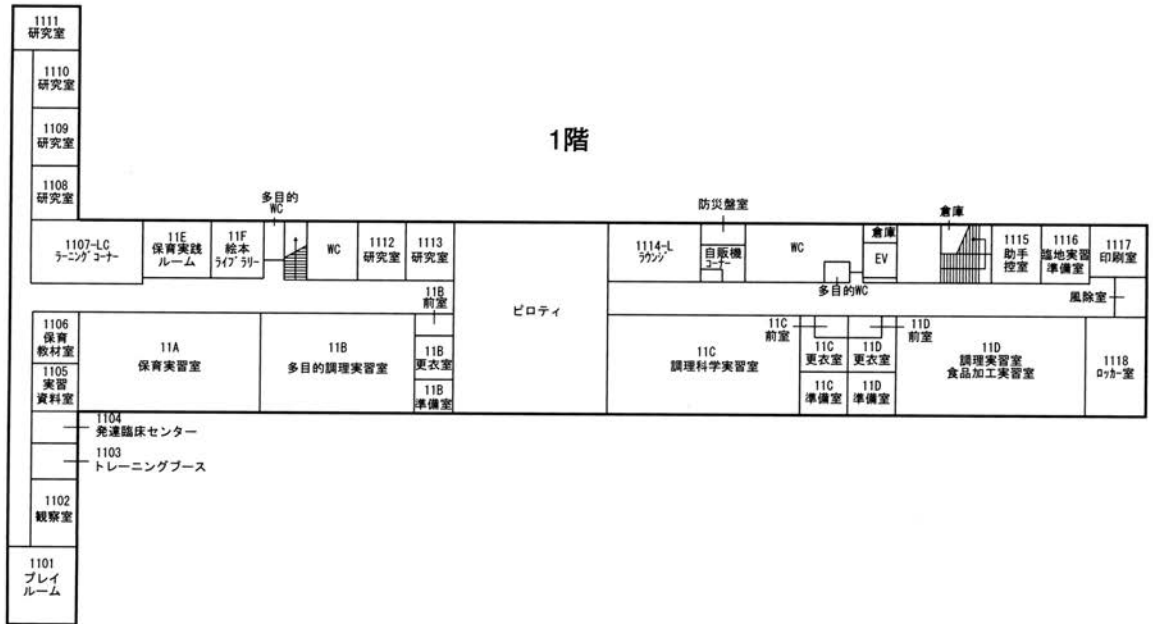 1階
1111
研究室
1110
研究室
1109
研究室
1108
研究室
多目的
WC
防災盤室
倉庫
1107-LC
ラーニングコーナー
11E
保育実践
ルーム
11F
絵本
ライブラリー
WC
1112
研究室
1113
研究室
1114-L
ラウンジ
自販機
コーナー
WC
倉庫
EV
1115
助手
控室
1116
臨地実習
準備室
1117
印刷室
多目的WC
風除室
11B
前室
ピロティ
11C
前室
11D
前室
1106
保育
教材室
11A
保育実習室
11B
多目的調理実習室
11B
更衣室
11C
調理科学実習室
11C
更衣室
11D
更衣室
11D
調理実習室
食品加工実習室
1118
ロッカー室
1105
実習
資料室
11B
準備室
11C
準備室
11D
準備室
1104
発達臨床センター
1103
トレーニングブース
1102
観察室
1101
プレイ
ルーム